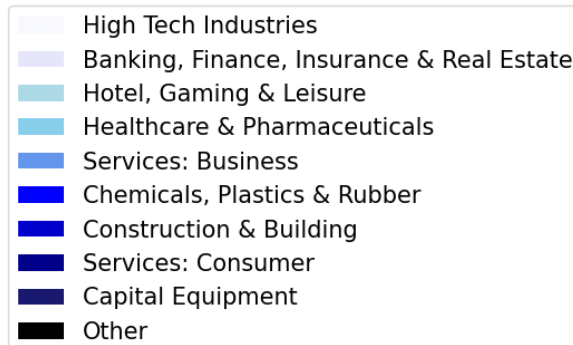 High Tech Industries
Banking, Finance, Insurance & Real Estate
Hotel, Gaming & Leisure
Healthcare & Pharmaceuticals
Services: Business
Chemicals, Plastics & Rubber
Construction & Building
Services: Consumer
Capital Equipment
Other